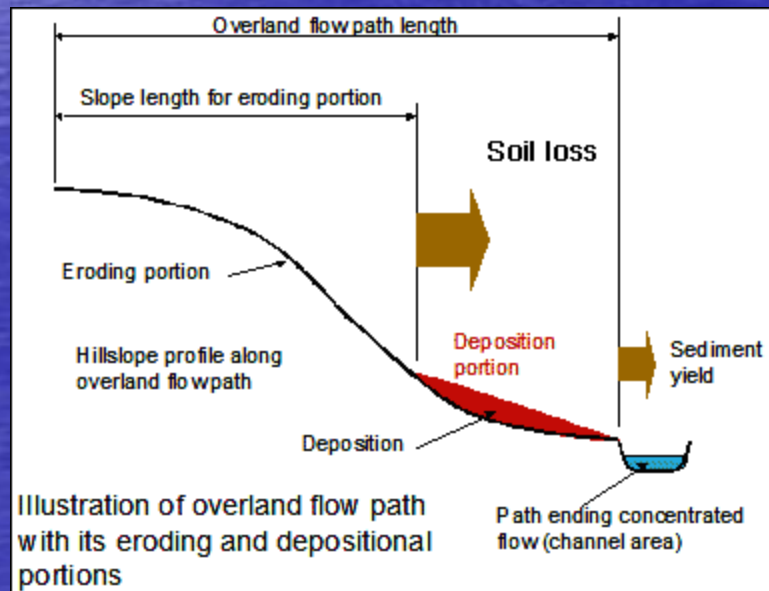 Overland flow path length
Slope length for eroding portion
Soil loss
Eroding portion
Deposition
portion
Sediment
yield
Hillslope profile along
overland flowpath
Deposition
Path ending concentrated
flow (channel area)
Illustration of overland flow path
with its eroding and depositional
portions